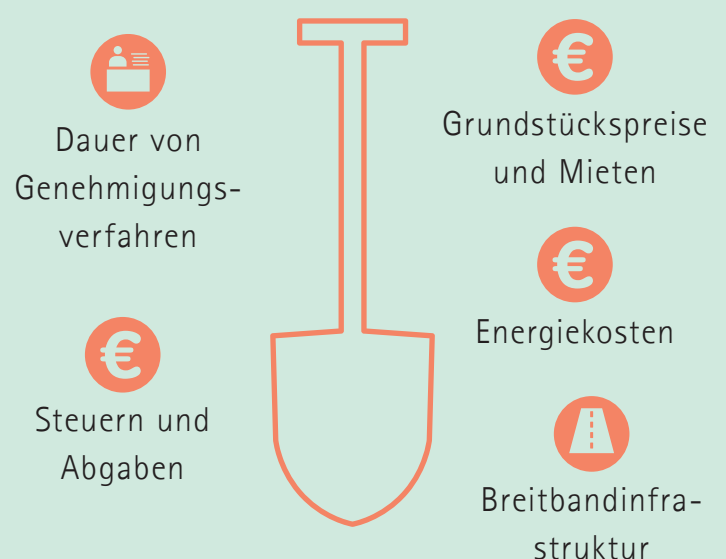 Dauer von
Genehmigungs-
verfahren
Steuern und
Abgaben
€
Grundstückspreise
und Mieten
€
Energiekosten
€
Breitbandinfra-
struktur